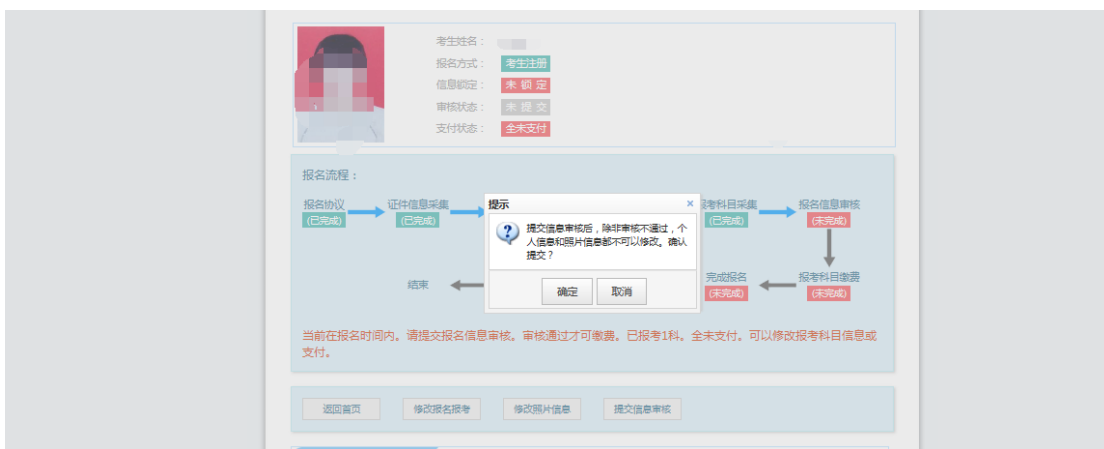 考生姓名：
报名方式： 考生注册
信息锁定： 未 锁 定
审核状态： 未 提 交
支付状态： 全未支付
报名流程：
报名协议 证件信息采集 报考科目采集 报名信息审核
(已完成) (已完成) (已完成) (未完成)
提示 ×
提交信息审核后，除非审核不通过，个
人信息和照片信息都不可以修改。确认
提交？
确定 取消
结束 完成报名 报考科目缴费
(未完成) (未完成)
当前在报名时间内。请提交报名信息审核。审核通过才可缴费。已报考1科。全未支付。可以修改报考科目信息或
支付。
返回首页 修改报名报考 修改照片信息 提交信息审核